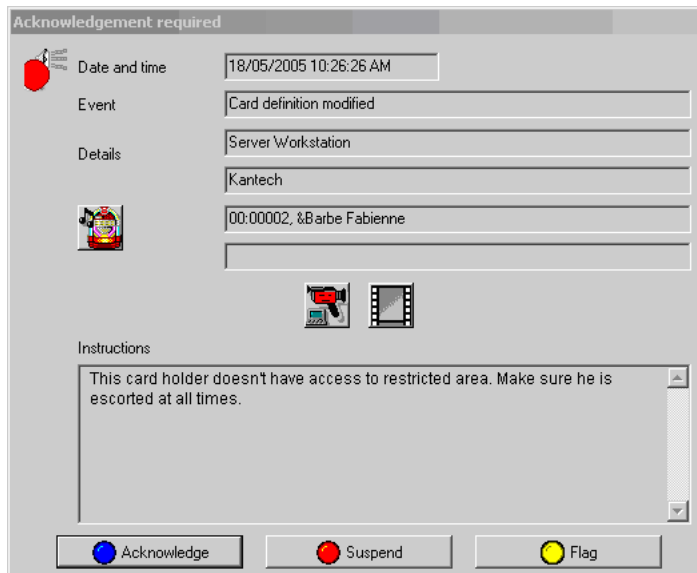 Acknowledgement required
Date and time 18/05/2005 10:26:26 AM
Event Card definition modified
Details Server Workstation
Kantech
00:00002, &Barbe Fabienne
Instructions
This card holder doesn't have access to restricted area. Make sure he is
escorted at all times.
Acknowledge Suspend Flag